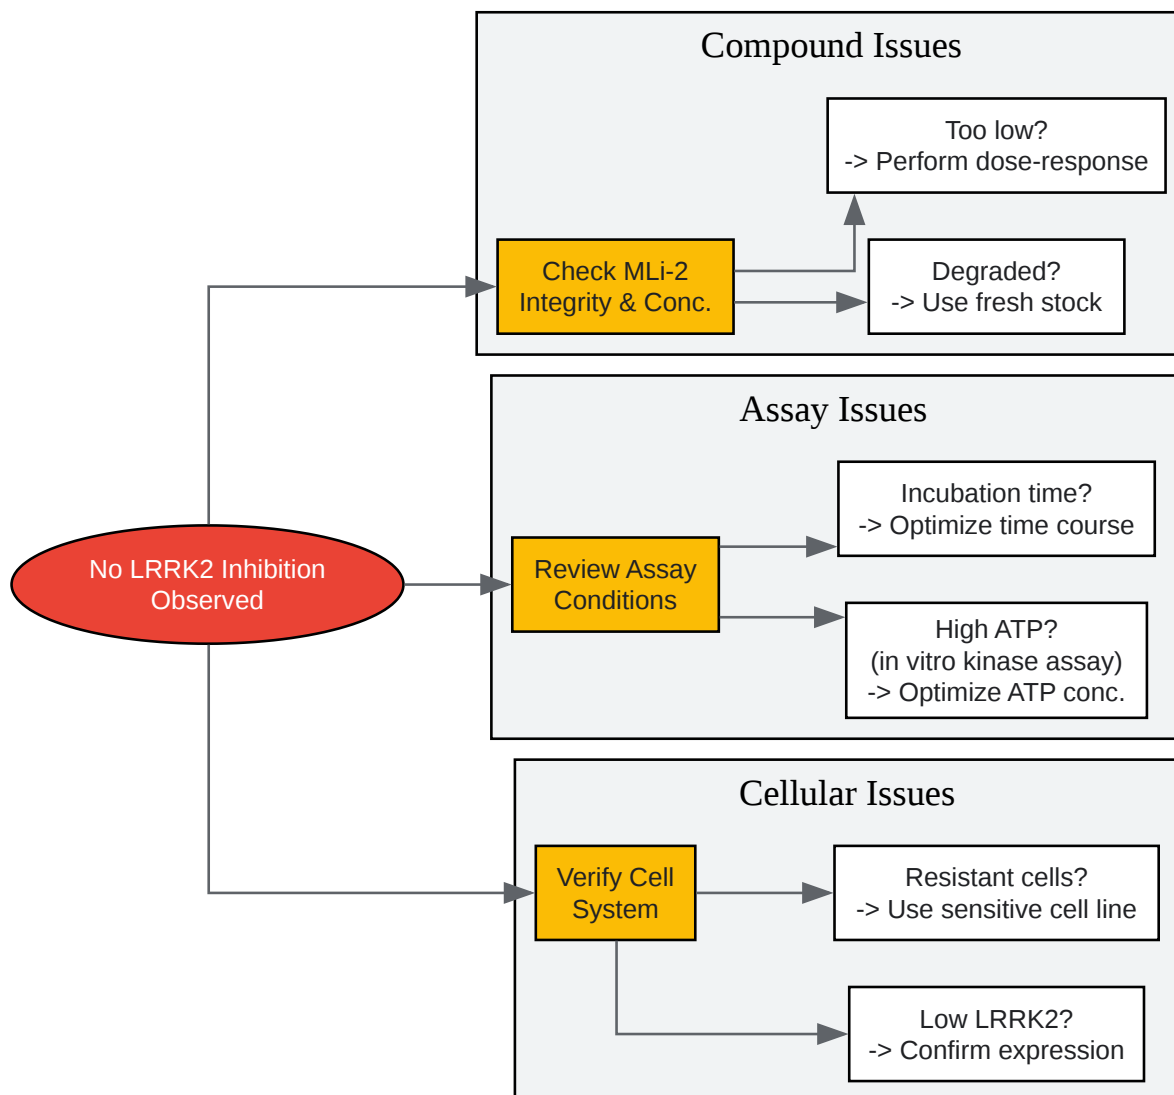 Compound Issues
Too low?
-> Perform dose-response
Check MLi-2
Integrity & Conc.
Degraded?
-> Use fresh stock
Assay Issues
Incubation time?
-> Optimize time course
No LRRK2 Inhibition
Observed
Review Assay
Conditions
High ATP?
(in vitro kinase assay)
-> Optimize ATP conc.
Cellular Issues
Verify Cell
System
Resistant cells?
-> Use sensitive cell line
Low LRRK2?
-> Confirm expression